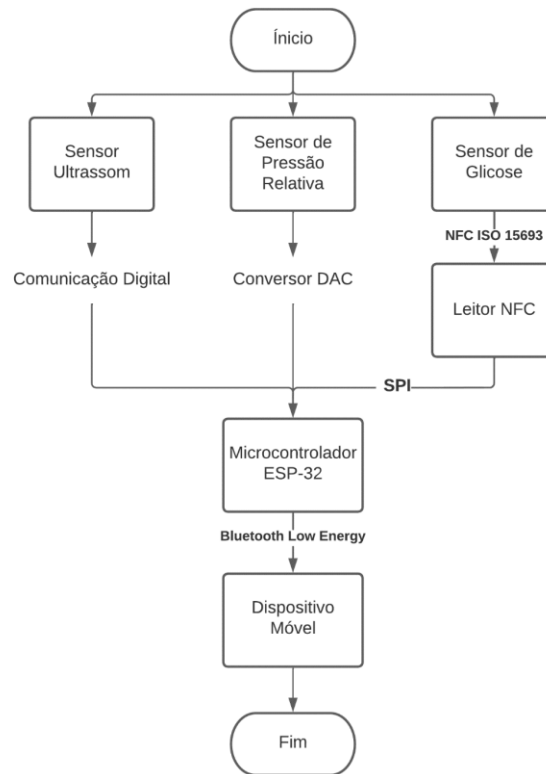 Ínicio
Sensor
Ultrassom
Sensor de
Pressão
Relativa
Sensor de
Glicose
NFC ISO 15693
Comunicação Digital
Conversor DAC
Leitor NFC
SPI
Microcontrolador
ESP-32
Bluetooth Low Energy
Dispositivo
Móvel
Fim